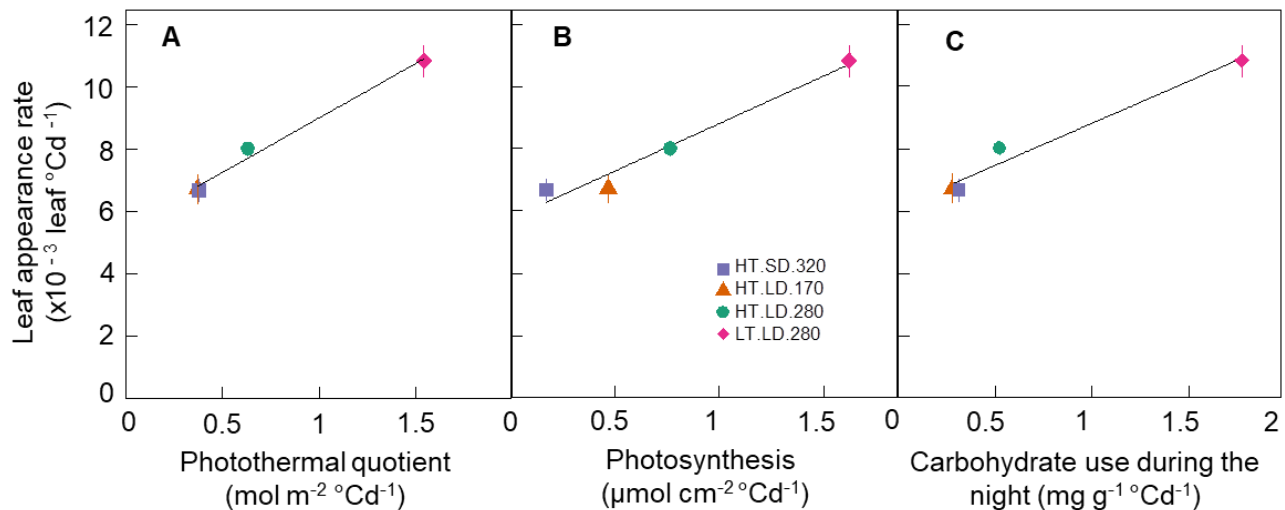 Leaf appearance rate
(x10 -³ leaf °Cd -¹)
12
10
8
6
4
2
0
A
B
C
HT.SD.320
HT.LD.170
HT.LD.280
LT.LD.280
0 0.5 1 1.5 0 0.5 1 1.5 0 0.5 1 1.5 2
Photothermal quotient
(mol m⁻² °Cd⁻¹)
Photosynthesis
(µmol cm⁻² °Cd⁻¹)
Carbohydrate use during the
night (mg g⁻¹ °Cd⁻¹)